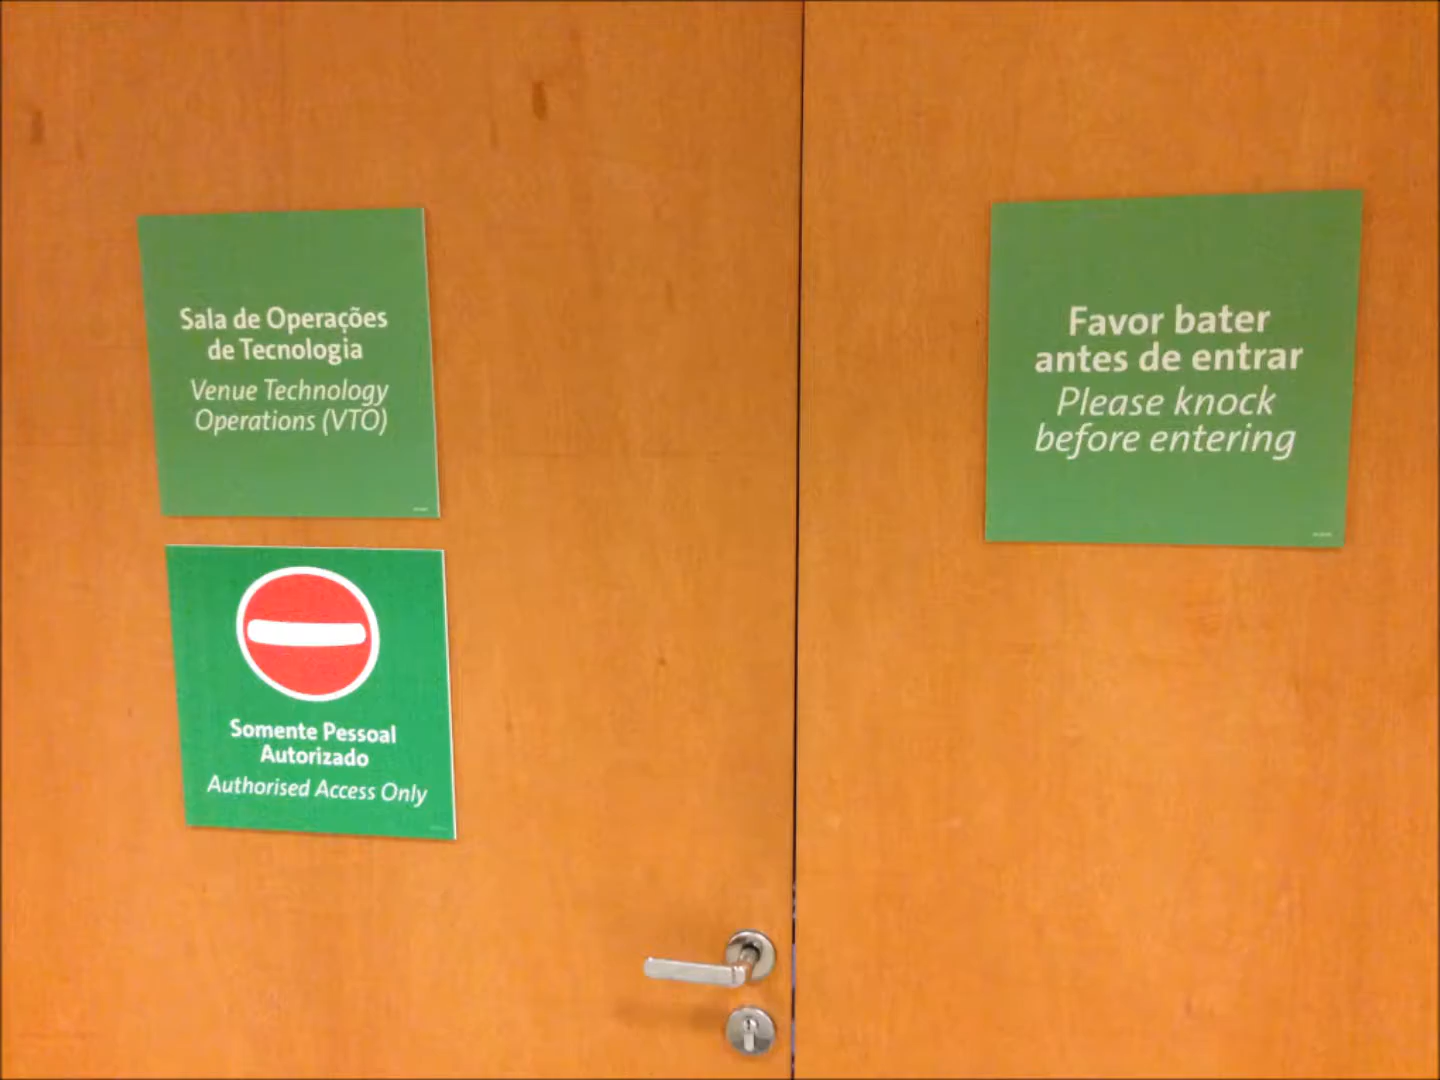 Sala de Operações
de Tecnologia
Venue Technology
Operations (VTO)
Somente Pessoal
Autorizado
Authorised Access Only
Favor bater
antes de entrar
Please knock
before entering